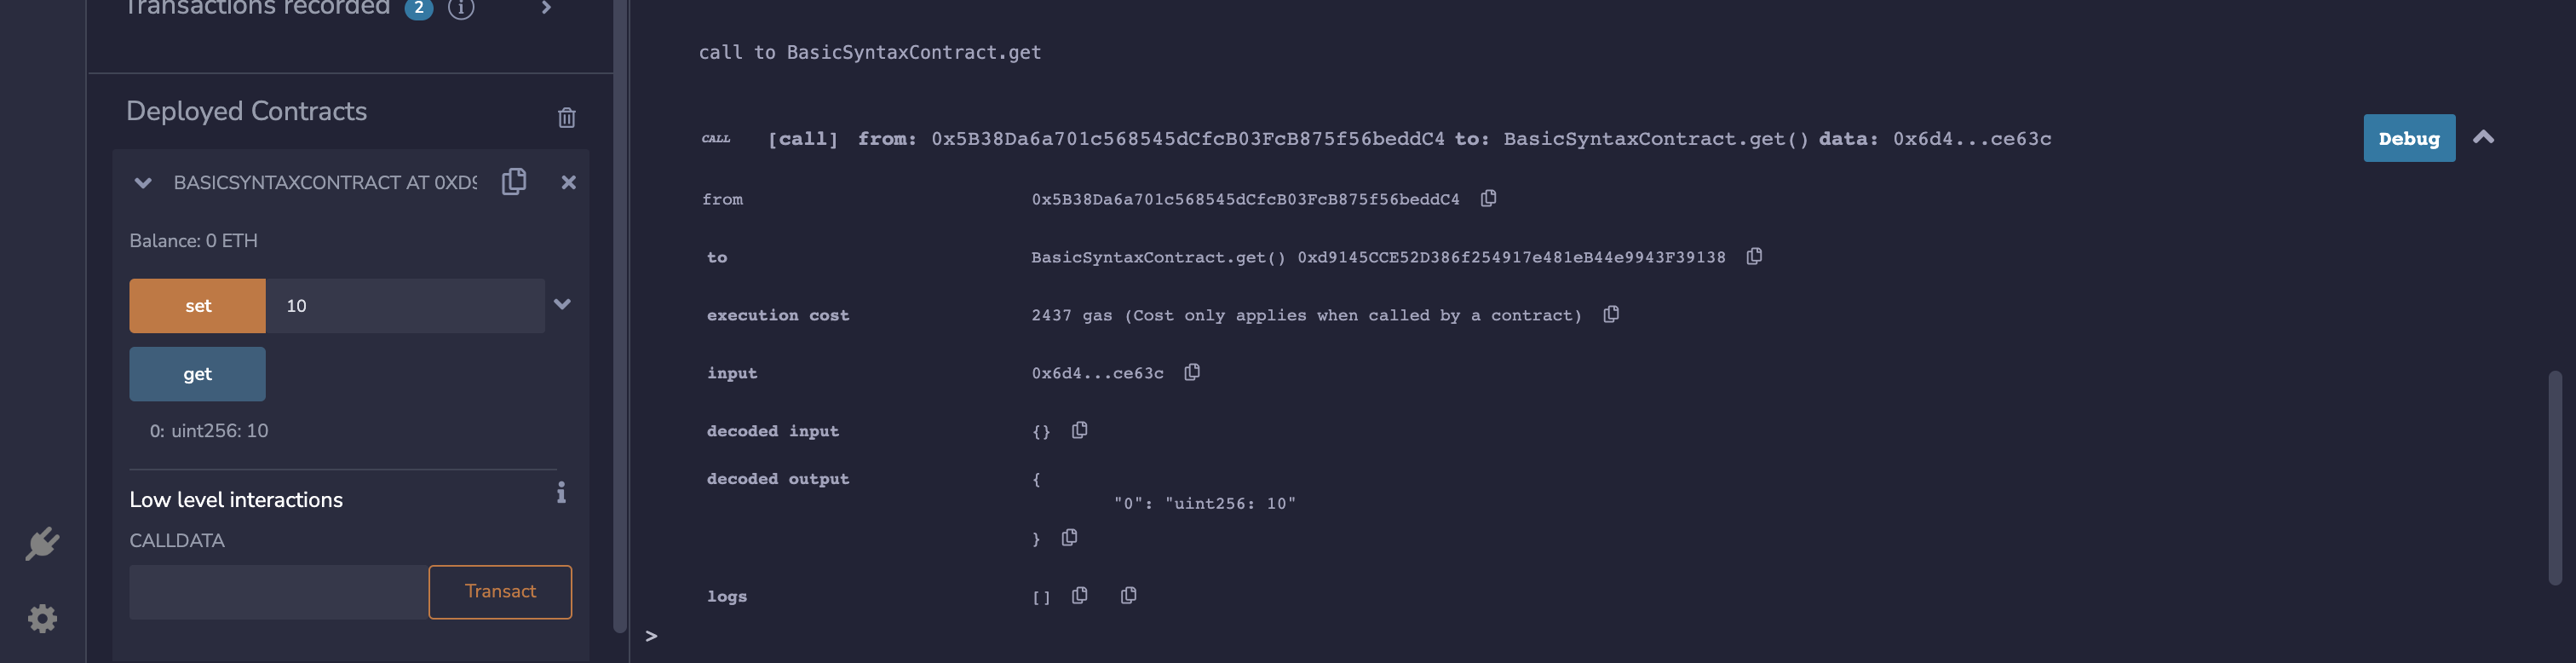 Transactions recorded 2 i
Deployed Contracts
BASICSYNTAXCONTRACT AT 0XD9
Balance: 0 ETH
set 10
get
0: uint256: 10
Low level interactions i
CALLDATA
Transact
call to BasicSyntaxContract.get
CALL [call] from: 0x5B38Da6a701c568545dCfcB03FcB875f56beddC4 to: BasicSyntaxContract.get() data: 0x6d4...ce63c Debug
from 0x5B38Da6a701c568545dCfcB03FcB875f56beddC4
to BasicSyntaxContract.get() 0xd9145CCE52D386f254917e481eB44e9943F39138
execution cost 2437 gas (Cost only applies when called by a contract)
input 0x6d4...ce63c
decoded input {}
decoded output {
"0": "uint256: 10"
}
logs []
>